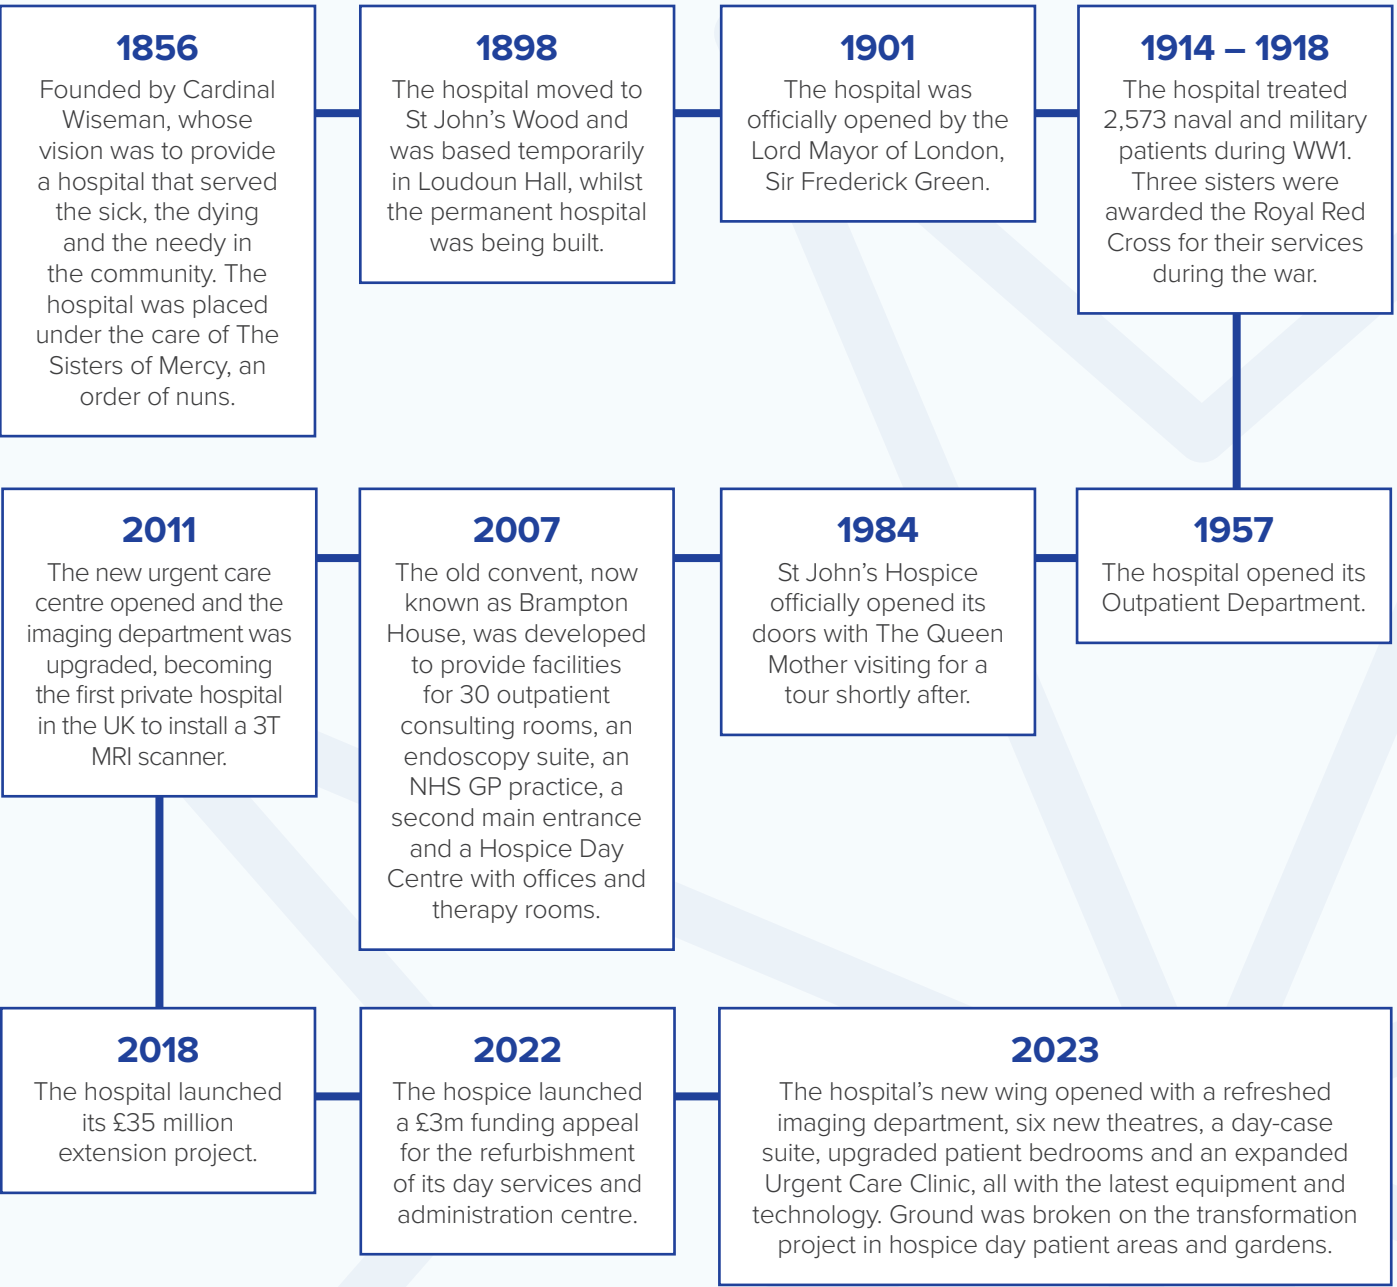 1856
Founded by Cardinal
Wiseman, whose
vision was to provide
a hospital that served
the sick, the dying
and the needy in
the community. The
hospital was placed
under the care of The
Sisters of Mercy, an
order of nuns.
1898
The hospital moved to
St John’s Wood and
was based temporarily
in Loudoun Hall, whilst
the permanent hospital
was being built.
1901
The hospital was
officially opened by the
Lord Mayor of London,
Sir Frederick Green.
1914 – 1918
The hospital treated
2,573 naval and military
patients during WW1.
Three sisters were
awarded the Royal Red
Cross for their services
during the war.
1957
The hospital opened its
Outpatient Department.
1984
St John’s Hospice
officially opened its
doors with The Queen
Mother visiting for a
tour shortly after.
2007
The old convent, now
known as Brampton
House, was developed
to provide facilities
for 30 outpatient
consulting rooms, an
endoscopy suite, an
NHS GP practice, a
second main entrance
and a Hospice Day
Centre with offices and
therapy rooms.
2011
The new urgent care
centre opened and the
imaging department was
upgraded, becoming
the first private hospital
in the UK to install a 3T
MRI scanner.
2018
The hospital launched
its £35 million
extension project.
2022
The hospice launched
a £3m funding appeal
for the refurbishment
of its day services and
administration centre.
2023
The hospital’s new wing opened with a refreshed
imaging department, six new theatres, a day-case
suite, upgraded patient bedrooms and an expanded
Urgent Care Clinic, all with the latest equipment and
technology. Ground was broken on the transformation
project in hospice day patient areas and gardens.